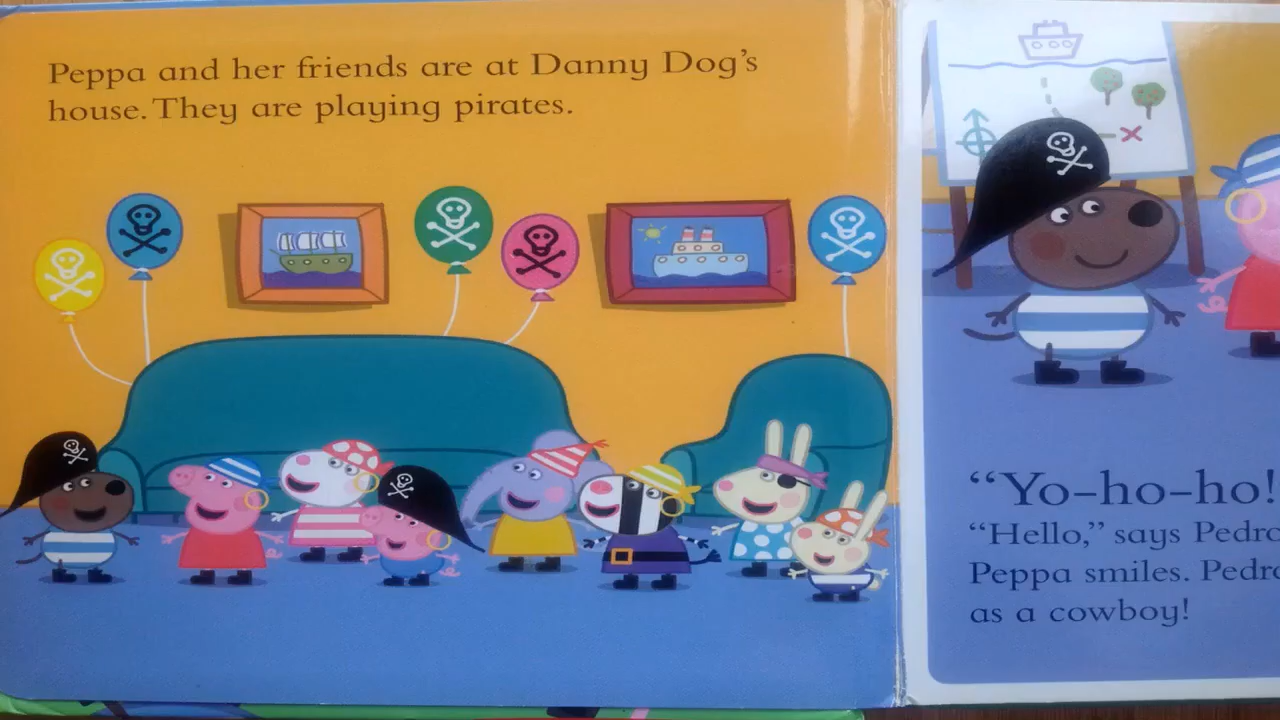 Peppa and her friends are at Danny Dog's
house. They are playing pirates.
“Yo-ho-ho!
“Hello,” says Pedro
Peppa smiles. Pedro
as a cowboy!